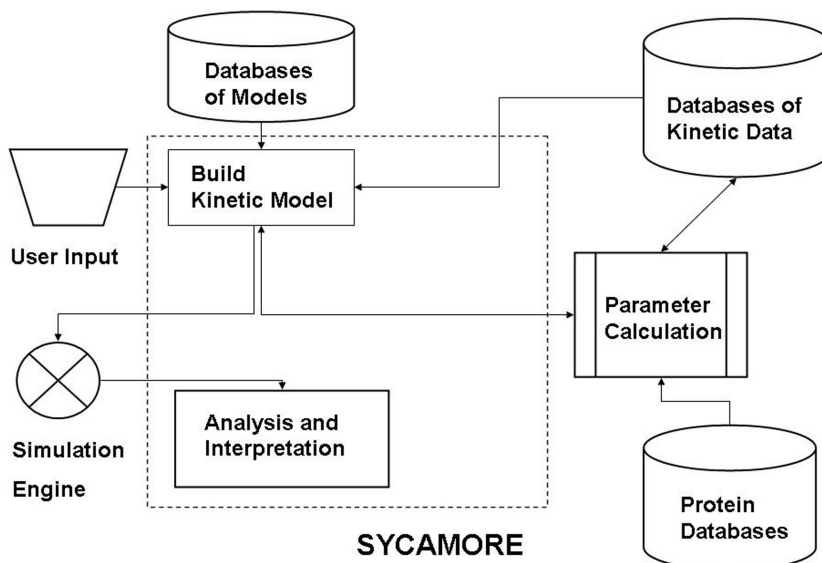 Databases
of Models
Databases of
Kinetic Data
Build
Kinetic Model
User Input
Parameter
Calculation
Simulation
Engine
Analysis and
Interpretation
Protein
Databases
SYCAMORE